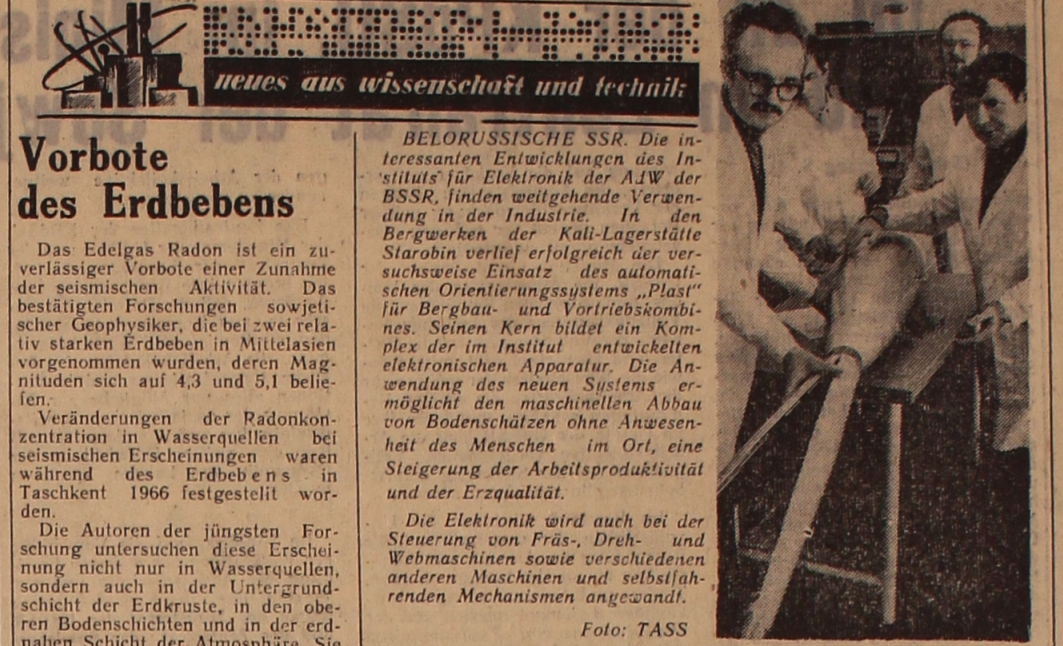 neues aus wissenschaft und technik
Vorbote
des Erdbebens
Das Edelgas Radon ist ein zu-
verlässiger Vorbote einer Zunahme
der seismischen Aktivität. Das
bestätigten Forschungen sowjeti-
scher Geophysiker, die bei zwei rela-
tiv starken Erdbeben in Mittelasien
vorgenommen wurden, deren Mag-
nituden sich auf 4,3 und 5,1 belie-
fen.
Veränderungen der Radonkon-
zentration in Wasserquellen bei
seismischen Erscheinungen waren
während des Erdbebens in
Taschkent 1966 festgestellt wor-
den.
Die Autoren der jüngsten For-
schung untersuchen diese Erschei-
nung nicht nur in Wasserquellen,
sondern auch in der Untergrund-
schicht der Erdkruste, in den obe-
ren Bodenschichten und in der erd-
nahen Schicht der Atmosphäre. Sie
BELORUSSISCHE SSR. Die in-
teressanten Entwicklungen des In-
stituts für Elektronik der AdW der
BSSR, finden weitgehende Verwen-
dung in der Industrie. In den
Bergwerken der Kali-Lagerstätte
Starobin verlief erfolgreich der ver-
suchsweise Einsatz des automati-
schen Orientierungssystems „Plast“
für Bergbau- und Vortriebskombi-
nes. Seinen Kern bildet ein Kom-
plex der im Institut entwickelten
elektronischen Apparatur. Die An-
wendung des neuen Systems er-
möglicht den maschinellen Abbau
von Bodenschätzen ohne Anwesen-
heit des Menschen im Ort, eine
Steigerung der Arbeitsproduktivität
und der Erzqualität.
Die Elektronik wird auch bei der
Steuerung von Fräs-, Dreh- und
Webmaschinen sowie verschiedenen
anderen Maschinen und selbstfah-
renden Mechanismen angewandt.
Foto: TASS